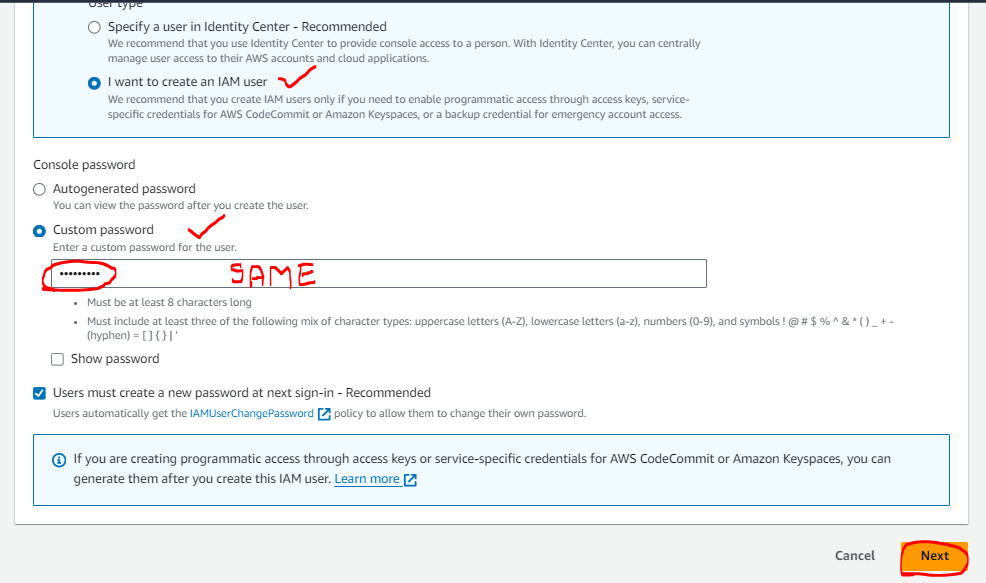 User type
Specify a user in Identity Center - Recommended
We recommend that you use Identity Center to provide console access to a person. With Identity Center, you can centrally
manage user access to their AWS accounts and cloud applications.
I want to create an IAM user
We recommend that you create IAM users only if you need to enable programmatic access through access keys, service-
specific credentials for AWS CodeCommit or Amazon Keyspaces, or a backup credential for emergency account access.
Console password
Autogenerated password
You can view the password after you create the user.
Custom password
Enter a custom password for the user.
••••••••• SAME
• Must be at least 8 characters long
• Must include at least three of the following mix of character types: uppercase letters (A-Z), lowercase letters (a-z), numbers (0-9), and symbols ! @ # $ % ^ & * ( ) _ + -
(hyphen) = [ ] { } | '
Show password
Users must create a new password at next sign-in - Recommended
Users automatically get the IAMUserChangePassword policy to allow them to change their own password.
If you are creating programmatic access through access keys or service-specific credentials for AWS CodeCommit or Amazon Keyspaces, you can
generate them after you create this IAM user. Learn more
Cancel Next